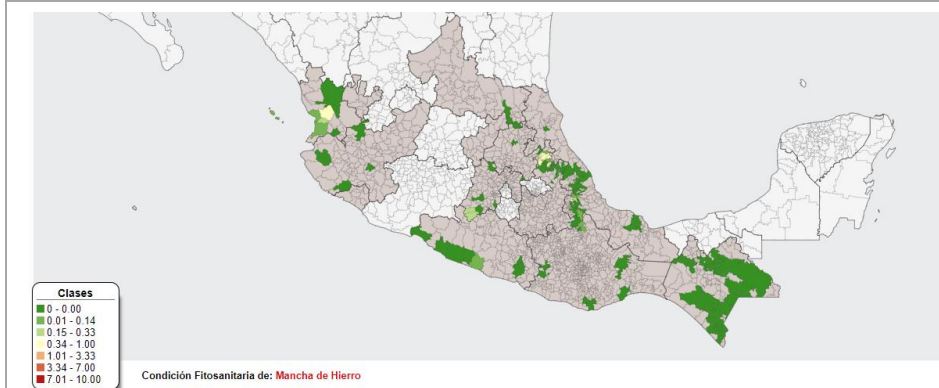 Clases
0 - 0.00
0.01 - 0.14
0.15 - 0.33
0.34 - 1.00
1.01 - 3.33
3.34 - 7.00
7.01 - 10.00
Condición Fitosanitaria de: Mancha de Hierro